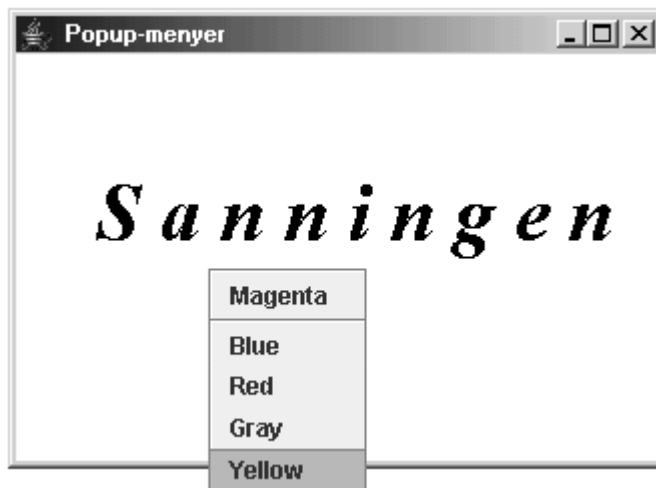 Popup-menyer
S a n n i n g e n
Magenta
Blue
Red
Gray
Yellow